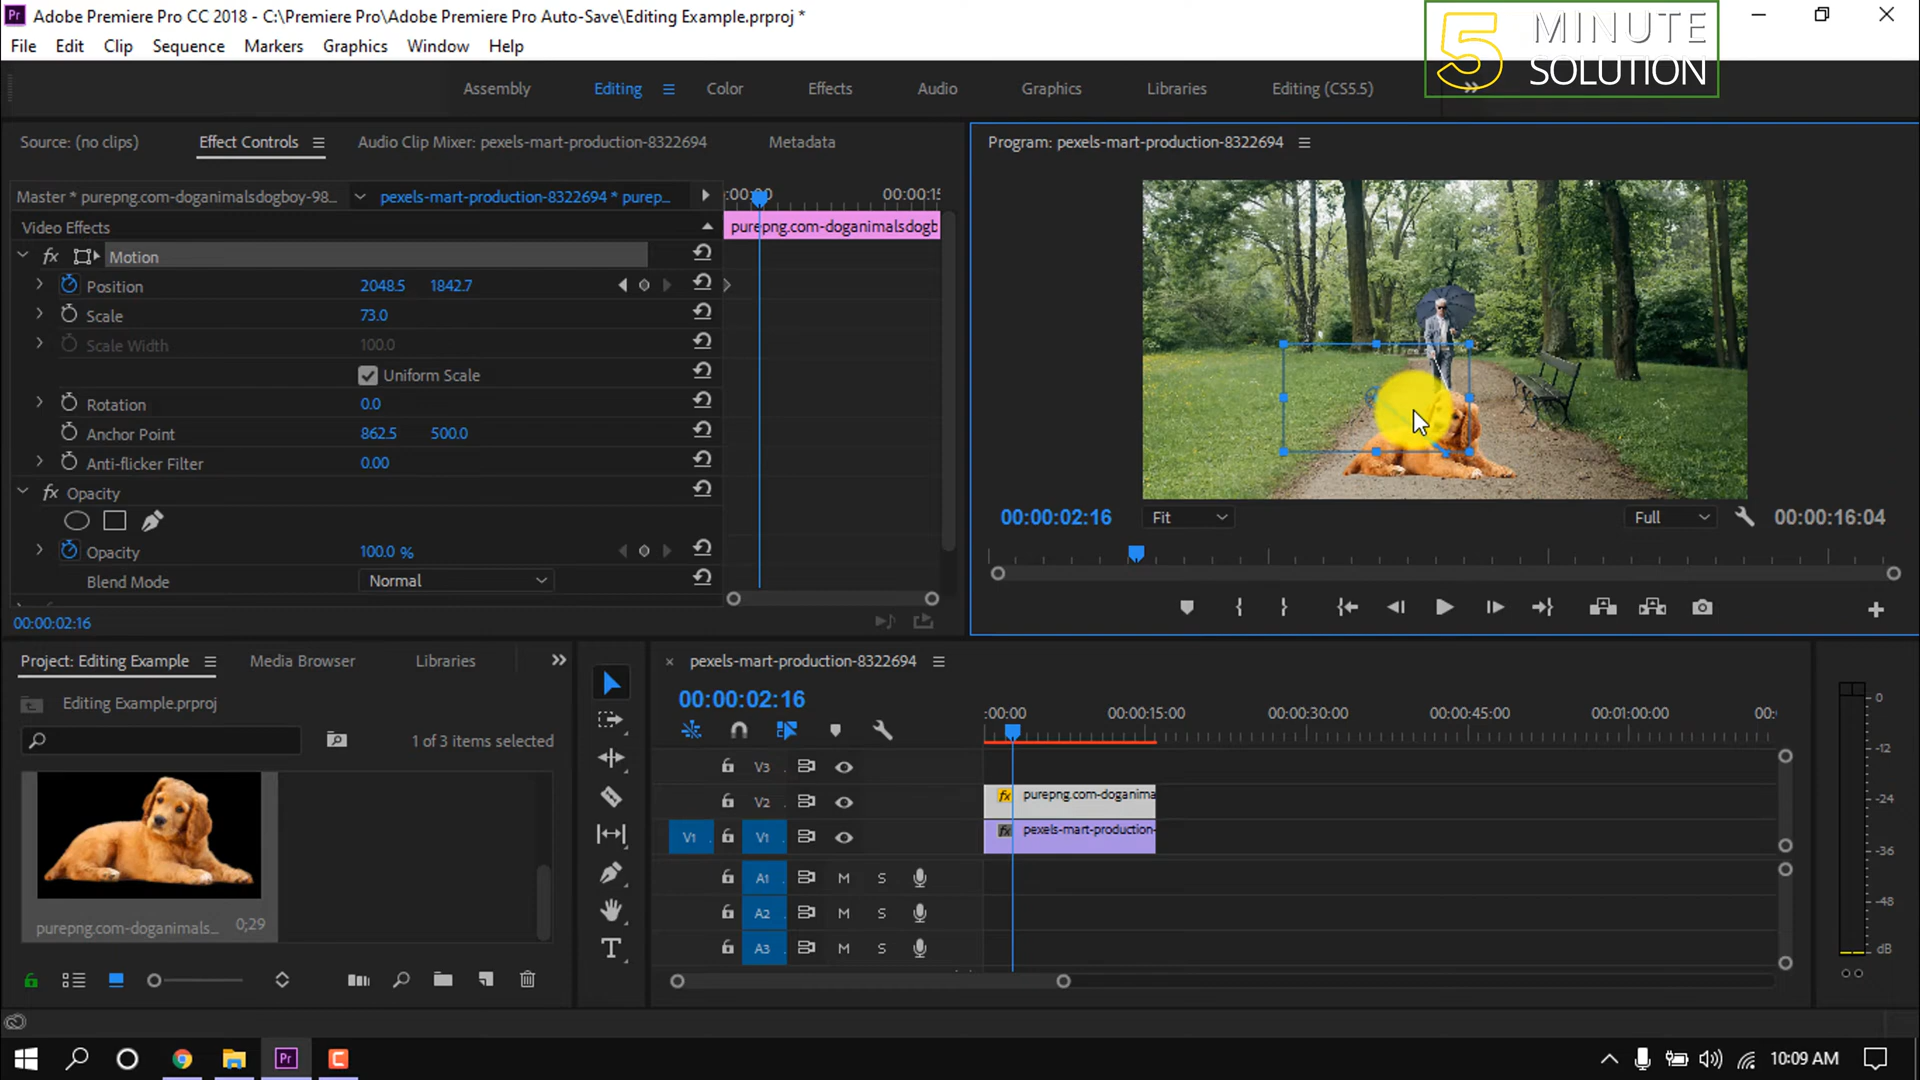 Adobe Premiere Pro CC 2018 - C:\Premiere Pro\Adobe Premiere Pro Auto-Save\Editing Example.prproj *
5 MINUTE
SOLUTION
File Edit Clip Sequence Markers Graphics Window Help
Assembly Editing Color Effects Audio Graphics Libraries Editing (CS5.5)
Source: (no clips) Effect Controls Audio Clip Mixer: pexels-mart-production-8322694 Metadata
Program: pexels-mart-production-8322694
Master * purepng.com-doganimalsdogboy-98... pexels-mart-production-8322694 * purep...
:00:00 00:00:15
Video Effects
purepng.com-doganimalsdogb
fx Motion
Position 2048.5 1842.7
Scale 73.0
Scale Width 100.0
Uniform Scale
Rotation 0.0
Anchor Point 862.5 500.0
Anti-flicker Filter 0.00
fx Opacity
Opacity 100.0 %
Blend Mode Normal
00:00:02:16
00:00:02:16 Fit Full 00:00:16:04
Project: Editing Example Media Browser Libraries
Editing Example.prproj
1 of 3 items selected
purepng.com-doganimals... 0;29
pexels-mart-production-8322694
00:00:02:16
:00:00 00:00:15:00 00:00:30:00 00:00:45:00 00:01:00:00 00:
V3
V2 fx purepng.com-doganima
V1 V1 fx pexels-mart-production-
A1 M S
A2 M S
A3 M S
0
-12
-24
-36
-48
dB
T
Pr
10:09 AM